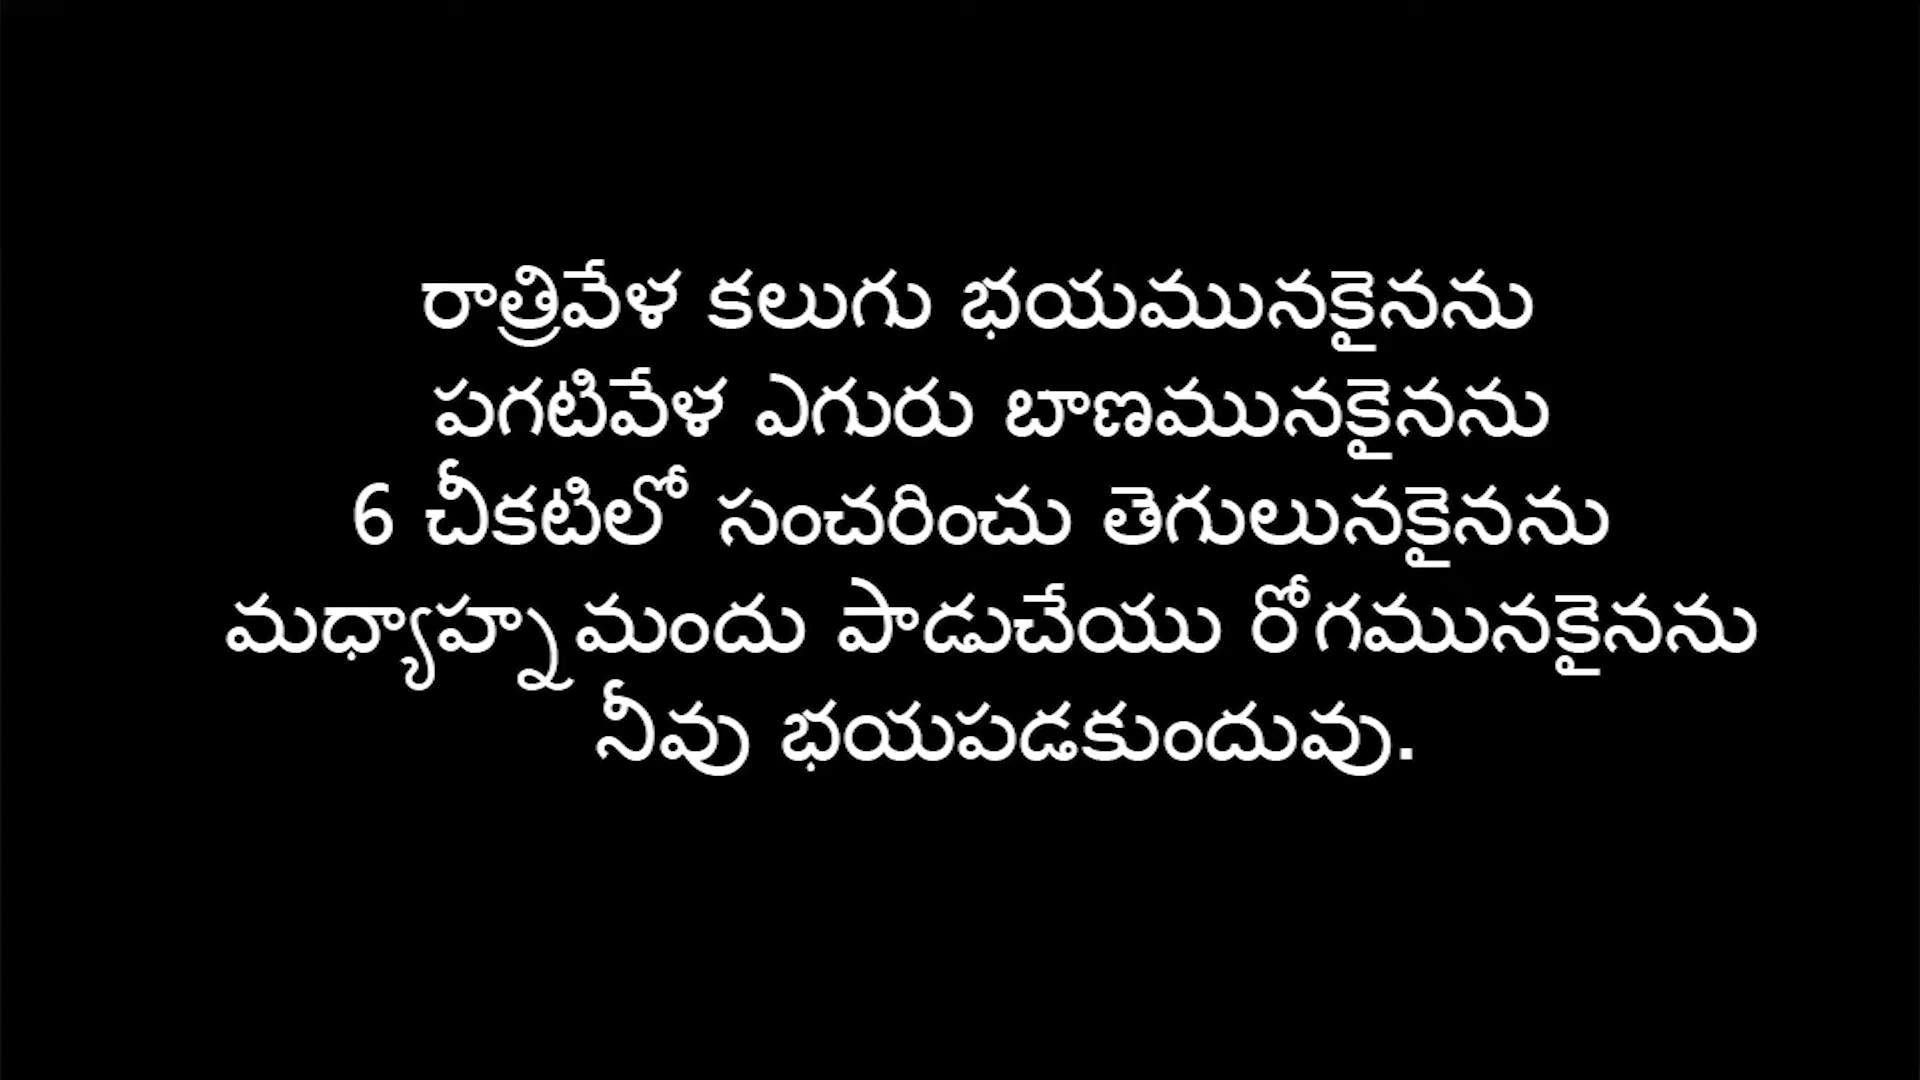 రాత్రివేళ కలుగు భయమునకైనను
పగటివేళ ఎగురు బాణమునకైనను
6 చీకటిలో సంచరించు తెగులునకైనను
మధ్యాహ్నమందు పాడుచేయు రోగమునకైనను
నీవు భయపడకుందువు.